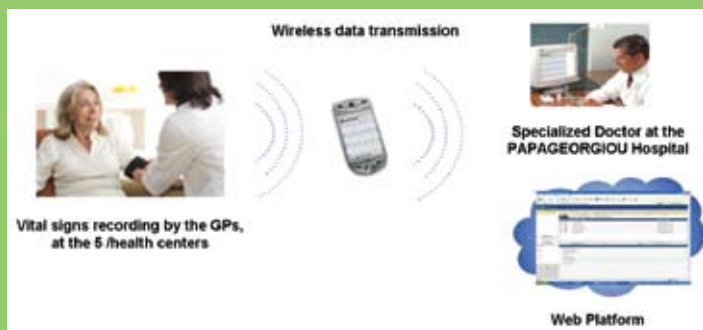 Wireless data transmission
Specialized Doctor at the
PAPAGEORGIOU Hospital
Vital signs recording by the GPs,
at the 5 /health centers
Web Platform